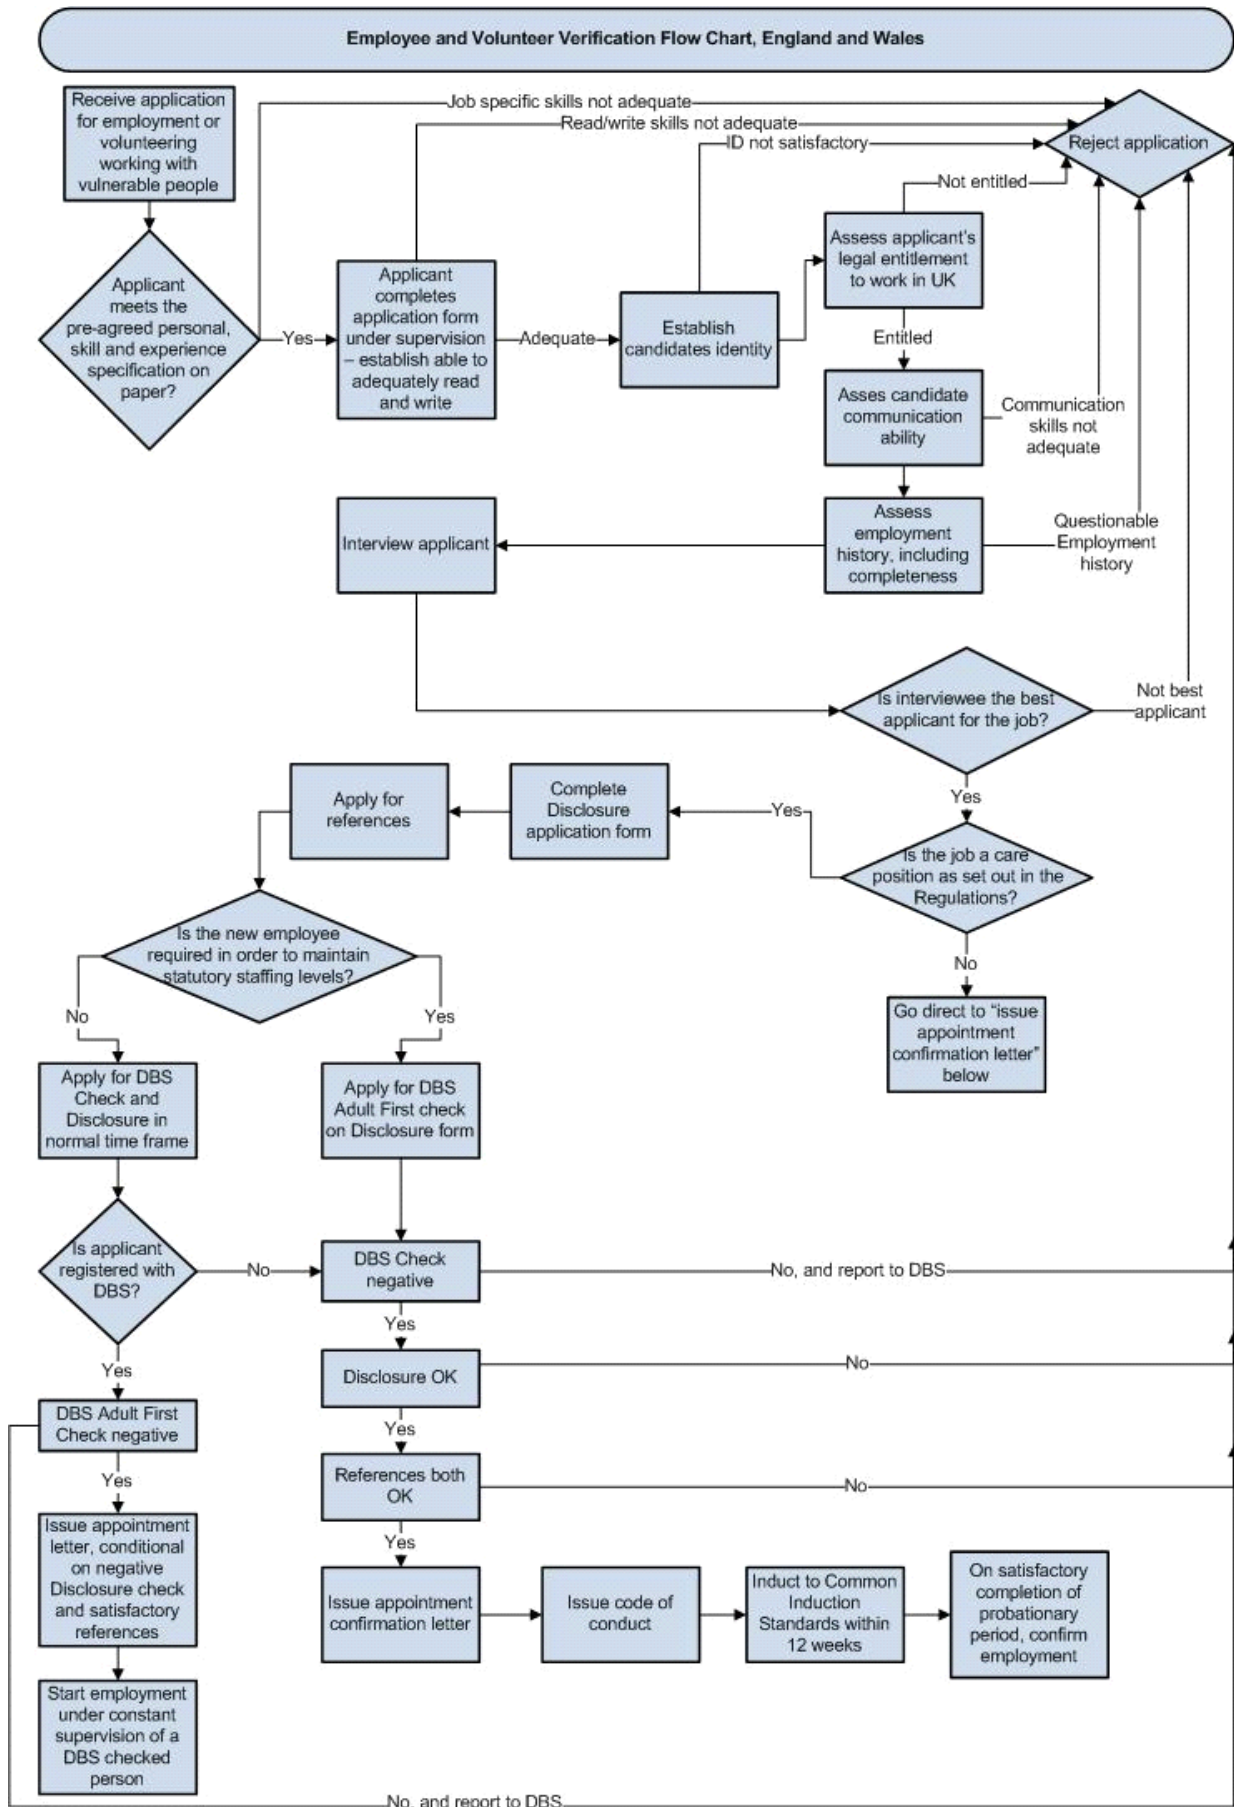 Employee and Volunteer Verification Flow Chart, England and Wales
Receive application
for employment or
volunteering
working with
vulnerable people
Job specific skills not adequate
Read/write skills not adequate
ID not satisfactory
Reject application
Not entitled
Applicant
meets the
pre-agreed personal,
skill and experience
specification on
paper?
Yes
Applicant
completes
application form
under supervision
– establish able to
adequately read
and write
Adequate
Establish
candidates identity
Assess applicant's
legal entitlement
to work in UK
Entitled
Asses candidate
communication
ability
Communication
skills not
adequate
Interview applicant
Assess
employment
history, including
completeness
Questionable
Employment
history
Is interviewee the best
applicant for the job?
Not best
applicant
Yes
Apply for
references
Complete
Disclosure
application form
Yes
Is the job a care
position as set out in the
Regulations?
No
Go direct to “issue
appointment
confirmation letter”
below
Is the new employee
required in order to maintain
statutory staffing levels?
No
Yes
Apply for DBS
Check and
Disclosure in
normal time frame
Apply for DBS
Adult First check
on Disclosure form
Is applicant
registered with
DBS?
No
DBS Check
negative
No, and report to DBS
Yes
Disclosure OK
No
Yes
DBS Adult First
Check negative
Yes
References both
OK
No
Yes
Yes
Issue appointment
letter, conditional
on negative
Disclosure check
and satisfactory
references
Issue appointment
confirmation letter
Issue code of
conduct
Induct to Common
Induction
Standards within
12 weeks
On satisfactory
completion of
probationary
period, confirm
employment
Start employment
under constant
supervision of a
DBS checked
person
No, and report to DBS